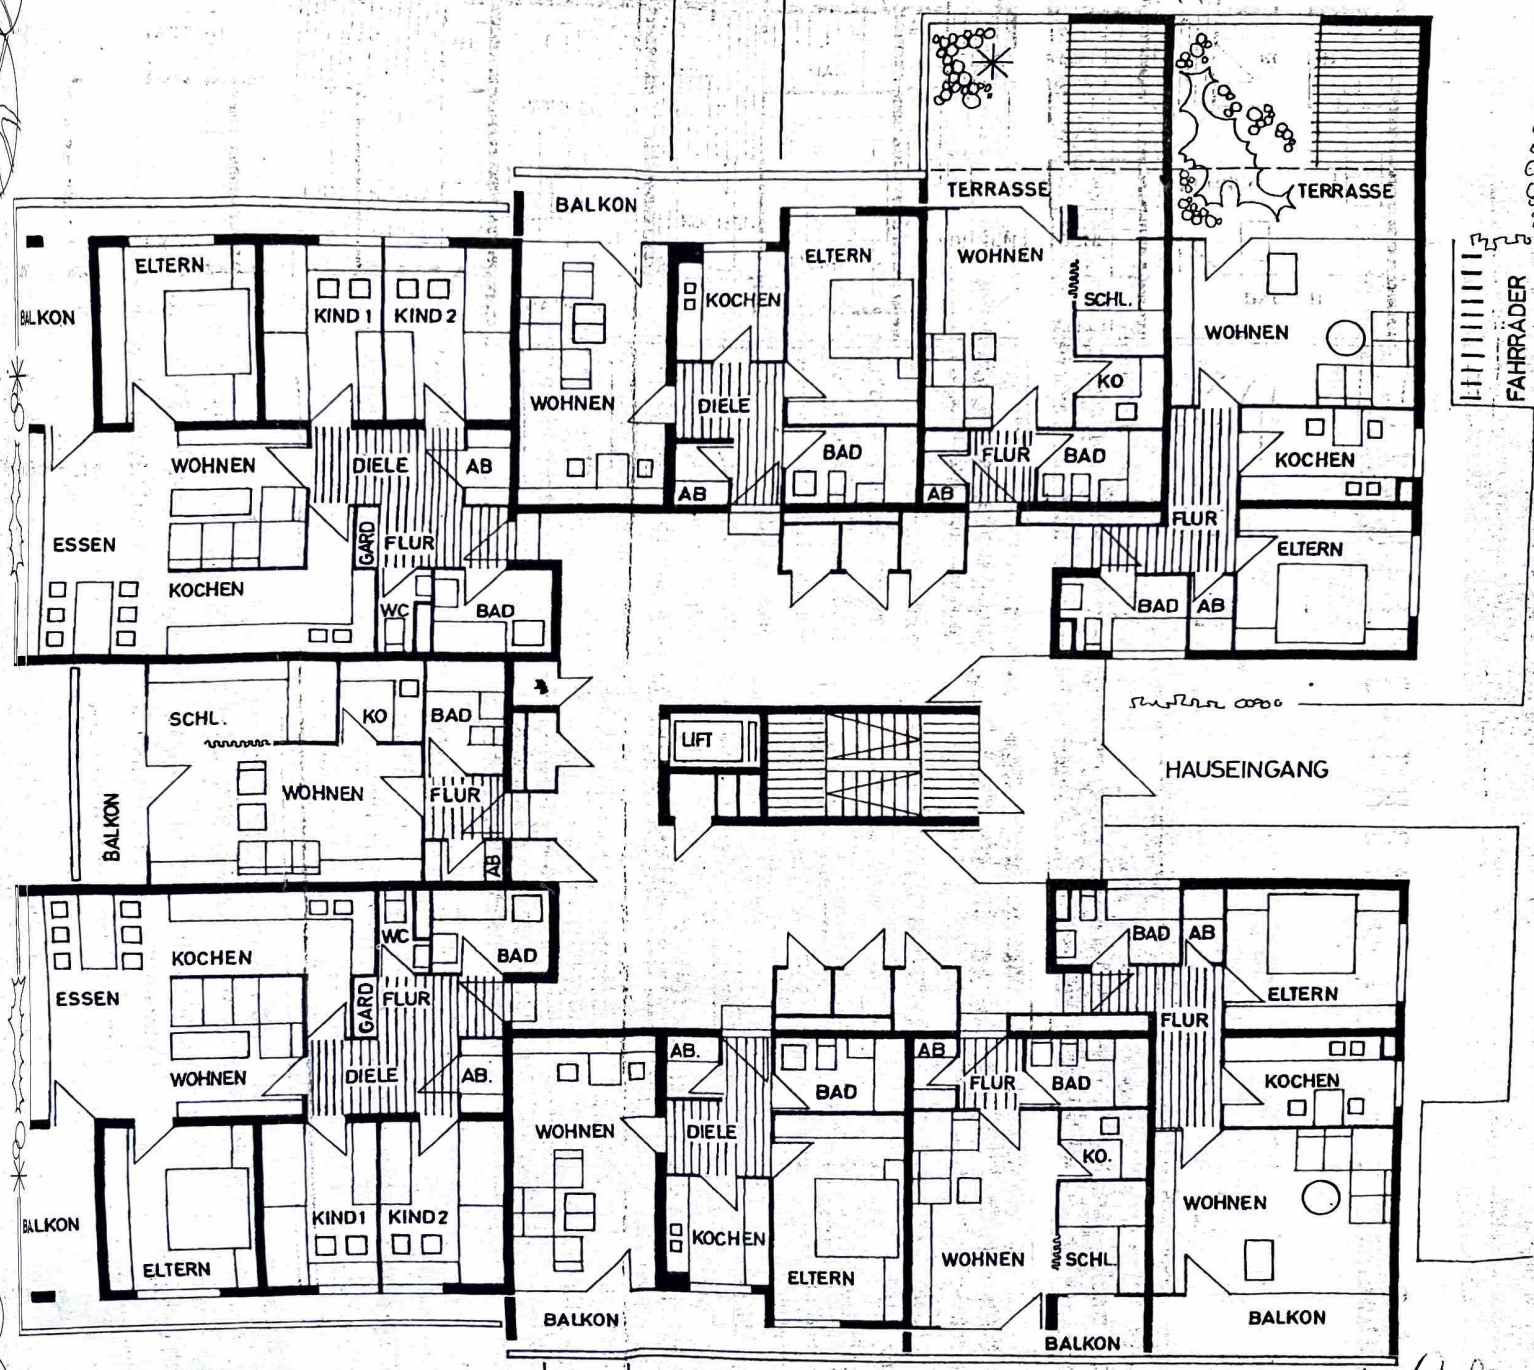 TERRASSE
TERRASSE
BALKON
WOHNEN
ELTERN
ELTERN
KOCHEN
SCHL.
BALKON
KIND 1
KIND 2
WOHNEN
FAHRRÄDER
KO
WOHNEN
DIELE
WOHNEN
DIELE
AB
BAD
FLUR
BAD
KOCHEN
AB
AB
FLUR
ESSEN
GARD
FLUR
ELTERN
KOCHEN
WC
BAD
BAD
AB
SCHL.
KO
BAD
LIFT
HAUSEINGANG
WOHNEN
FLUR
BALKON
AB
KOCHEN
WC
BAD
BAD
AB
ESSEN
GARD
FLUR
ELTERN
FLUR
WOHNEN
DIELE
AB.
AB.
BAD
AB
FLUR
BAD
KOCHEN
WOHNEN
DIELE
KO.
BALKON
KIND1
KIND2
WOHNEN
KOCHEN
ELTERN
ELTERN
WOHNEN
SCHL.
BALKON
BALKON
BALKON